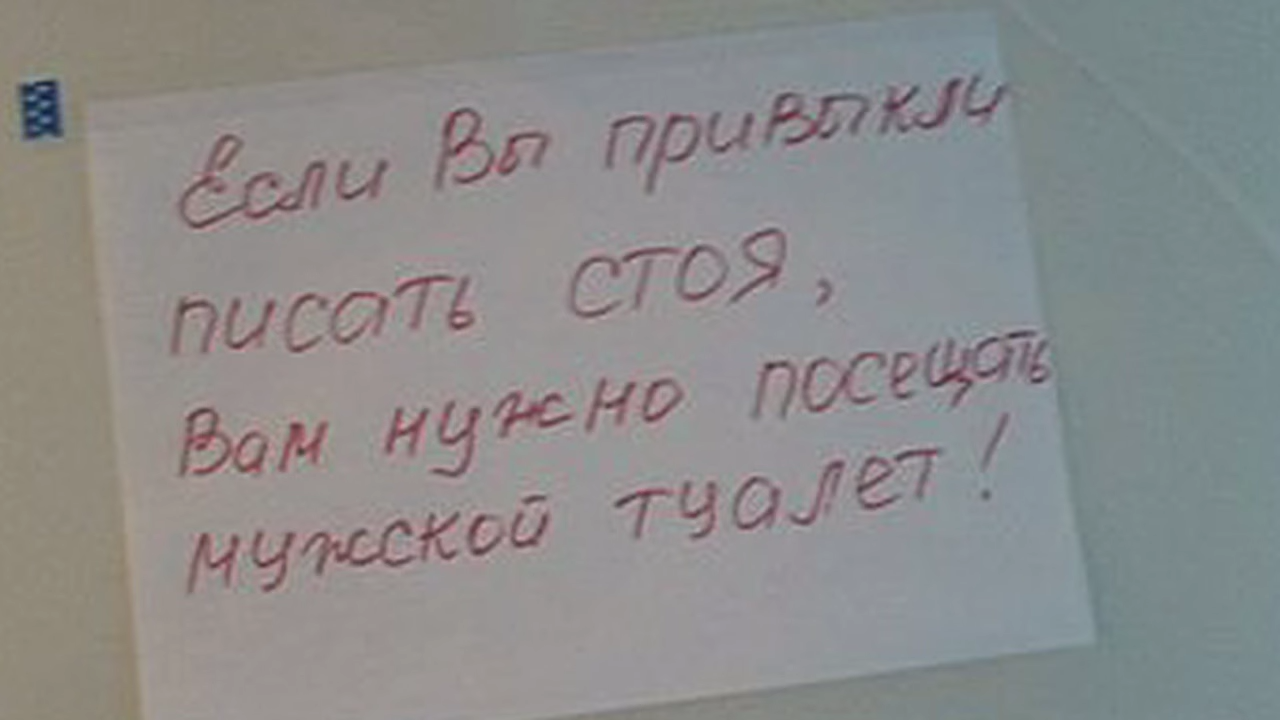 Если Вы привыкли
писать стоя,
Вам нужно посещать
мужской туалет!